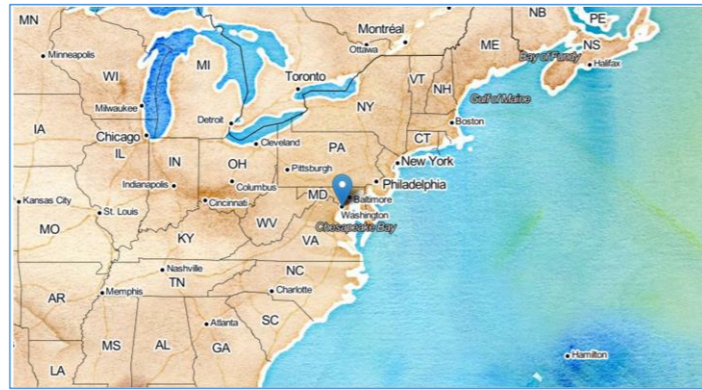 MN
Montréal
NB
PE
Ottawa
ME
NS
Minneapolis
Bay of Fundy
Halifax
WI
MI
VT
Toronto
NH
Gulf of Maine
Milwaukee
NY
Detroit
Boston
IA
Chicago
CT
Cleveland
IL
PA
New York
IN
OH
Pittsburgh
Indianapolis
Columbus
Philadelphia
MD
Baltimore
Kansas City
Cincinnati
St. Louis
Washington
WV
Chesapeake Bay
MO
KY
VA
Nashville
NC
TN
Memphis
Charlotte
AR
SC
Atlanta
MS
AL
GA
Hamilton
LA